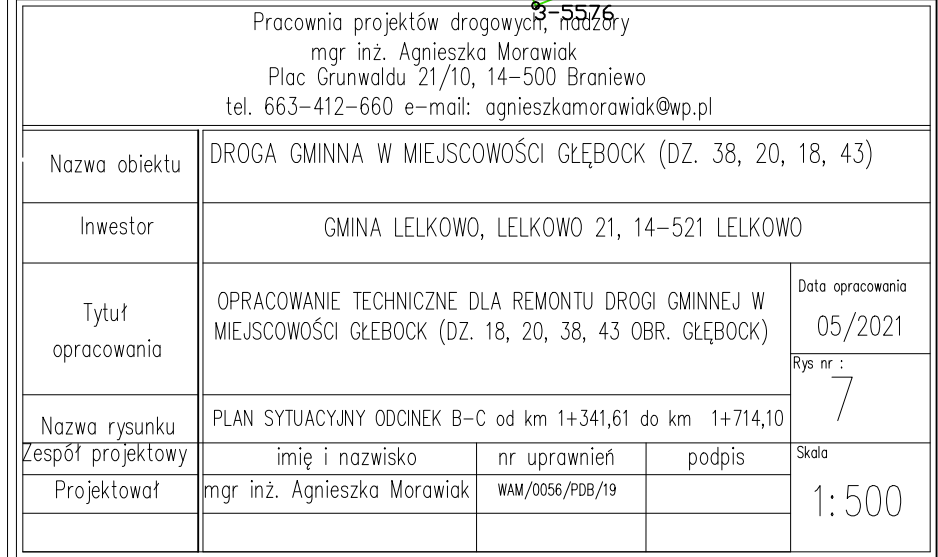 3-5576
Pracownia projektów drogowych, nadzory
mgr inż. Agnieszka Morawiak
Plac Grunwaldu 21/10, 14-500 Braniewo
tel. 663-412-660 e-mail: agnieszkamorawiak@wp.pl
Nazwa obiektu
DROGA GMINNA W MIEJSCOWOŚCI GŁĘBOCK (DZ. 38, 20, 18, 43)
Inwestor
GMINA LELKOWO, LELKOWO 21, 14-521 LELKOWO
Tytuł
opracowania
OPRACOWANIE TECHNICZNE DLA REMONTU DROGI GMINNEJ W
MIEJSCOWOŚCI GŁEBOCK (DZ. 18, 20, 38, 43 OBR. GŁĘBOCK)
Data opracowania
05/2021
Rys nr :
7
Nazwa rysunku
PLAN SYTUACYJNY ODCINEK B-C od km 1+341,61 do km 1+714,10
Zespół projektowy
imię i nazwisko
nr uprawnień
podpis
Skala
1:500
Projektował
mgr inż. Agnieszka Morawiak
WAM/0056/PDB/19